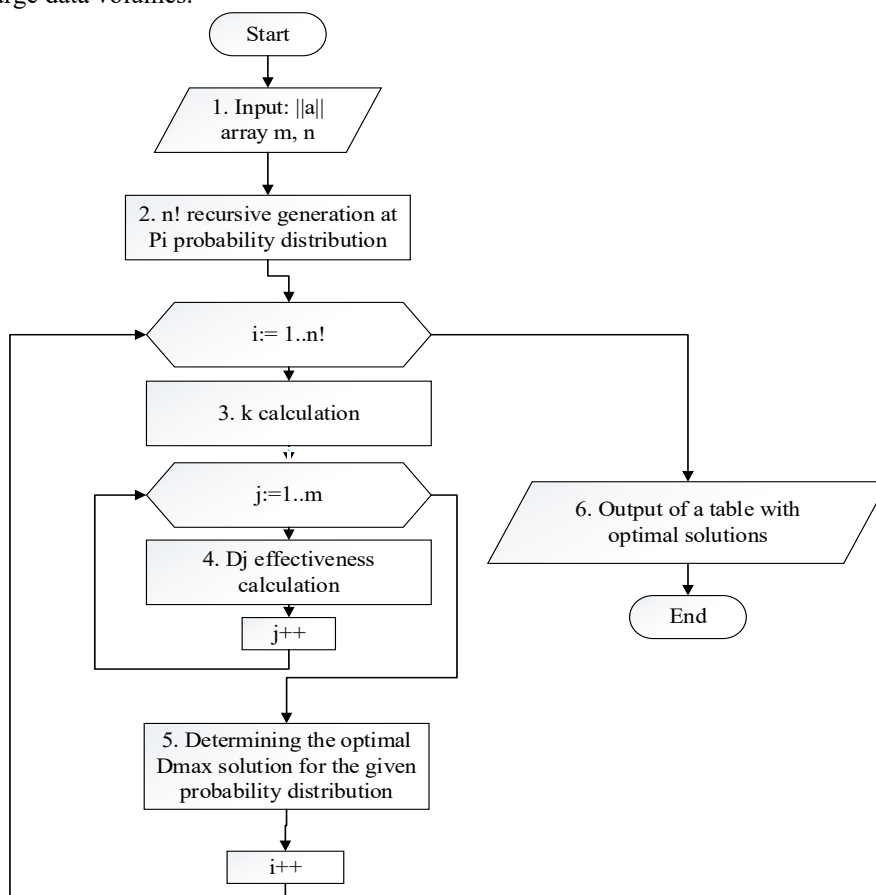 large data volumes.
Start
1. Input: ||a||
array m, n
2. n! recursive generation at
Pi probability distribution
i:= 1..n!
3. k calculation
j:=1..m
4. Dj effectiveness
calculation
j++
5. Determining the optimal
Dmax solution for the given
probability distribution
i++
6. Output of a table with
optimal solutions
End